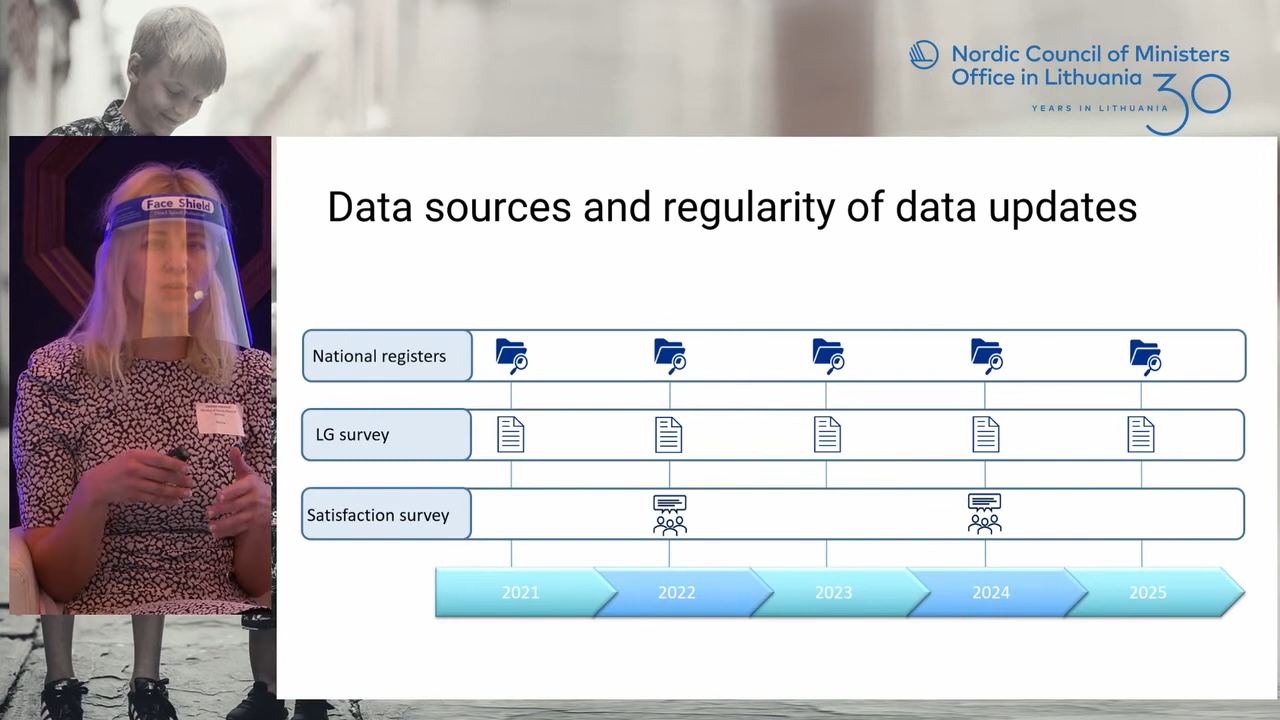 Nordic Council of Ministers
Office in Lithuania
30
YEARS IN LITHUANIA
Face Shield
Data sources and regularity of data updates
National registers
LG survey
Satisfaction survey
2021
2022
2023
2024
2025